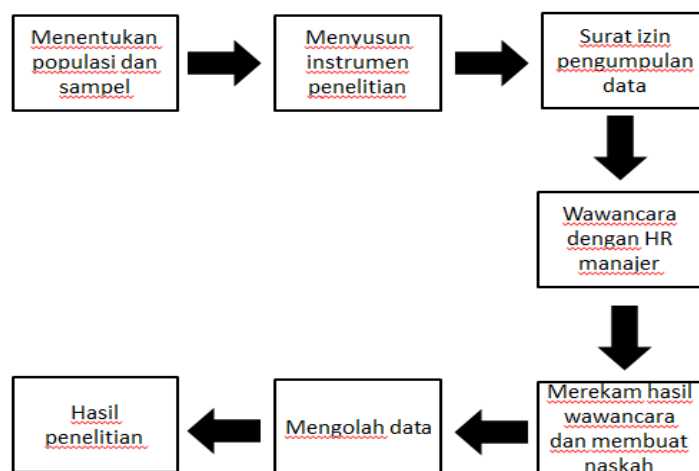 Menentukan
populasi dan
sampel
Menyusun
instrumen
penelitian
Surat izin
pengumpulan
data
Wawancara
dengan HR
manajer
Merekam hasil
wawancara
dan membuat
naskah
Mengolah data
Hasil
penelitian